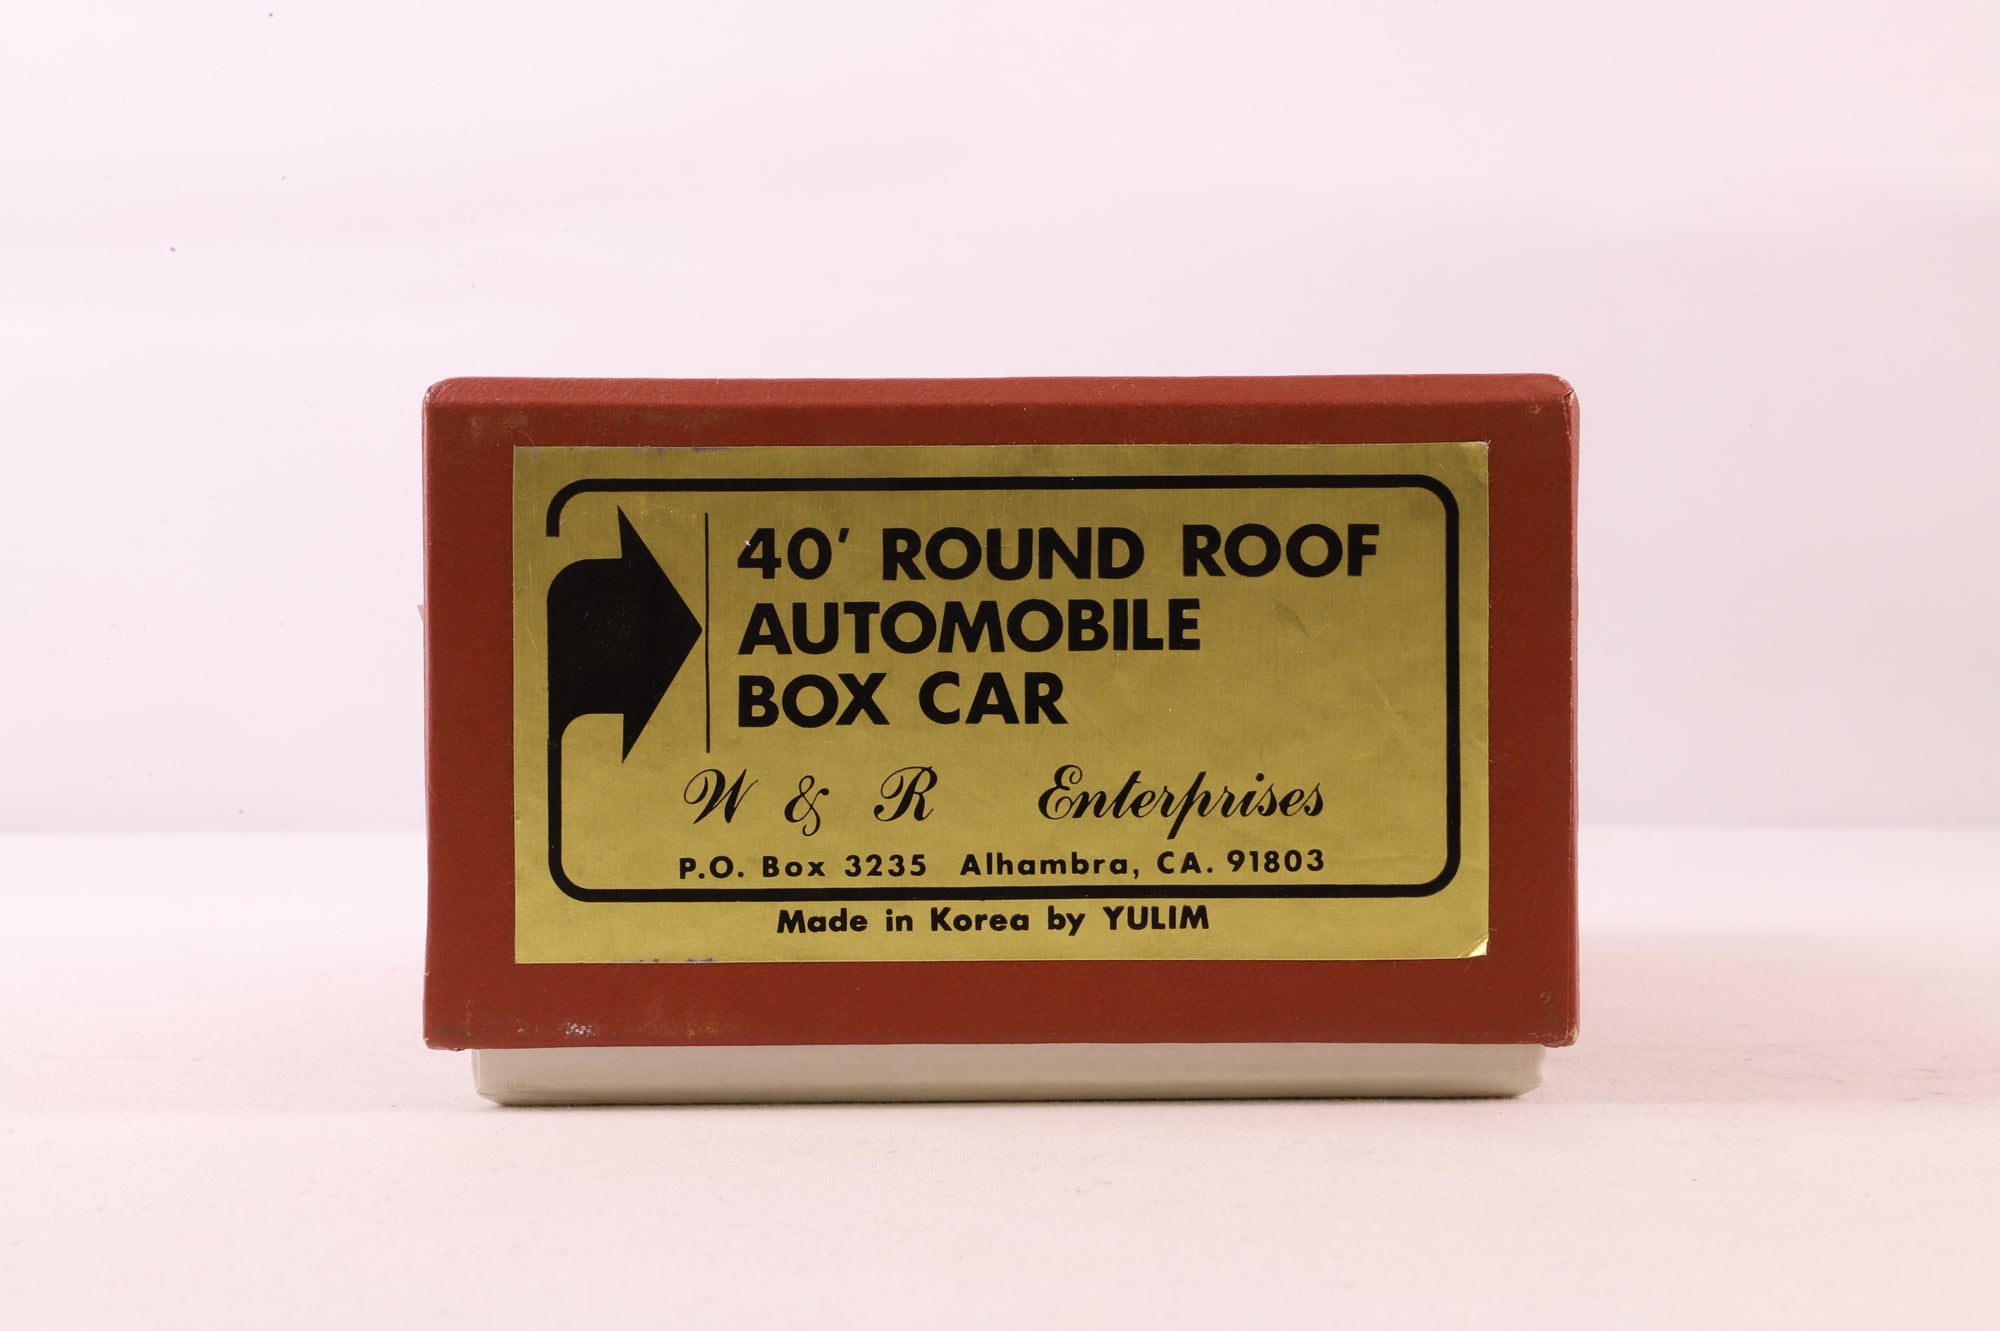 40' ROUND ROOF
AUTOMOBILE
BOX CAR
W & R Enterprises
P.O. Box 3235 Alhambra, CA. 91803
Made in Korea by YULIM